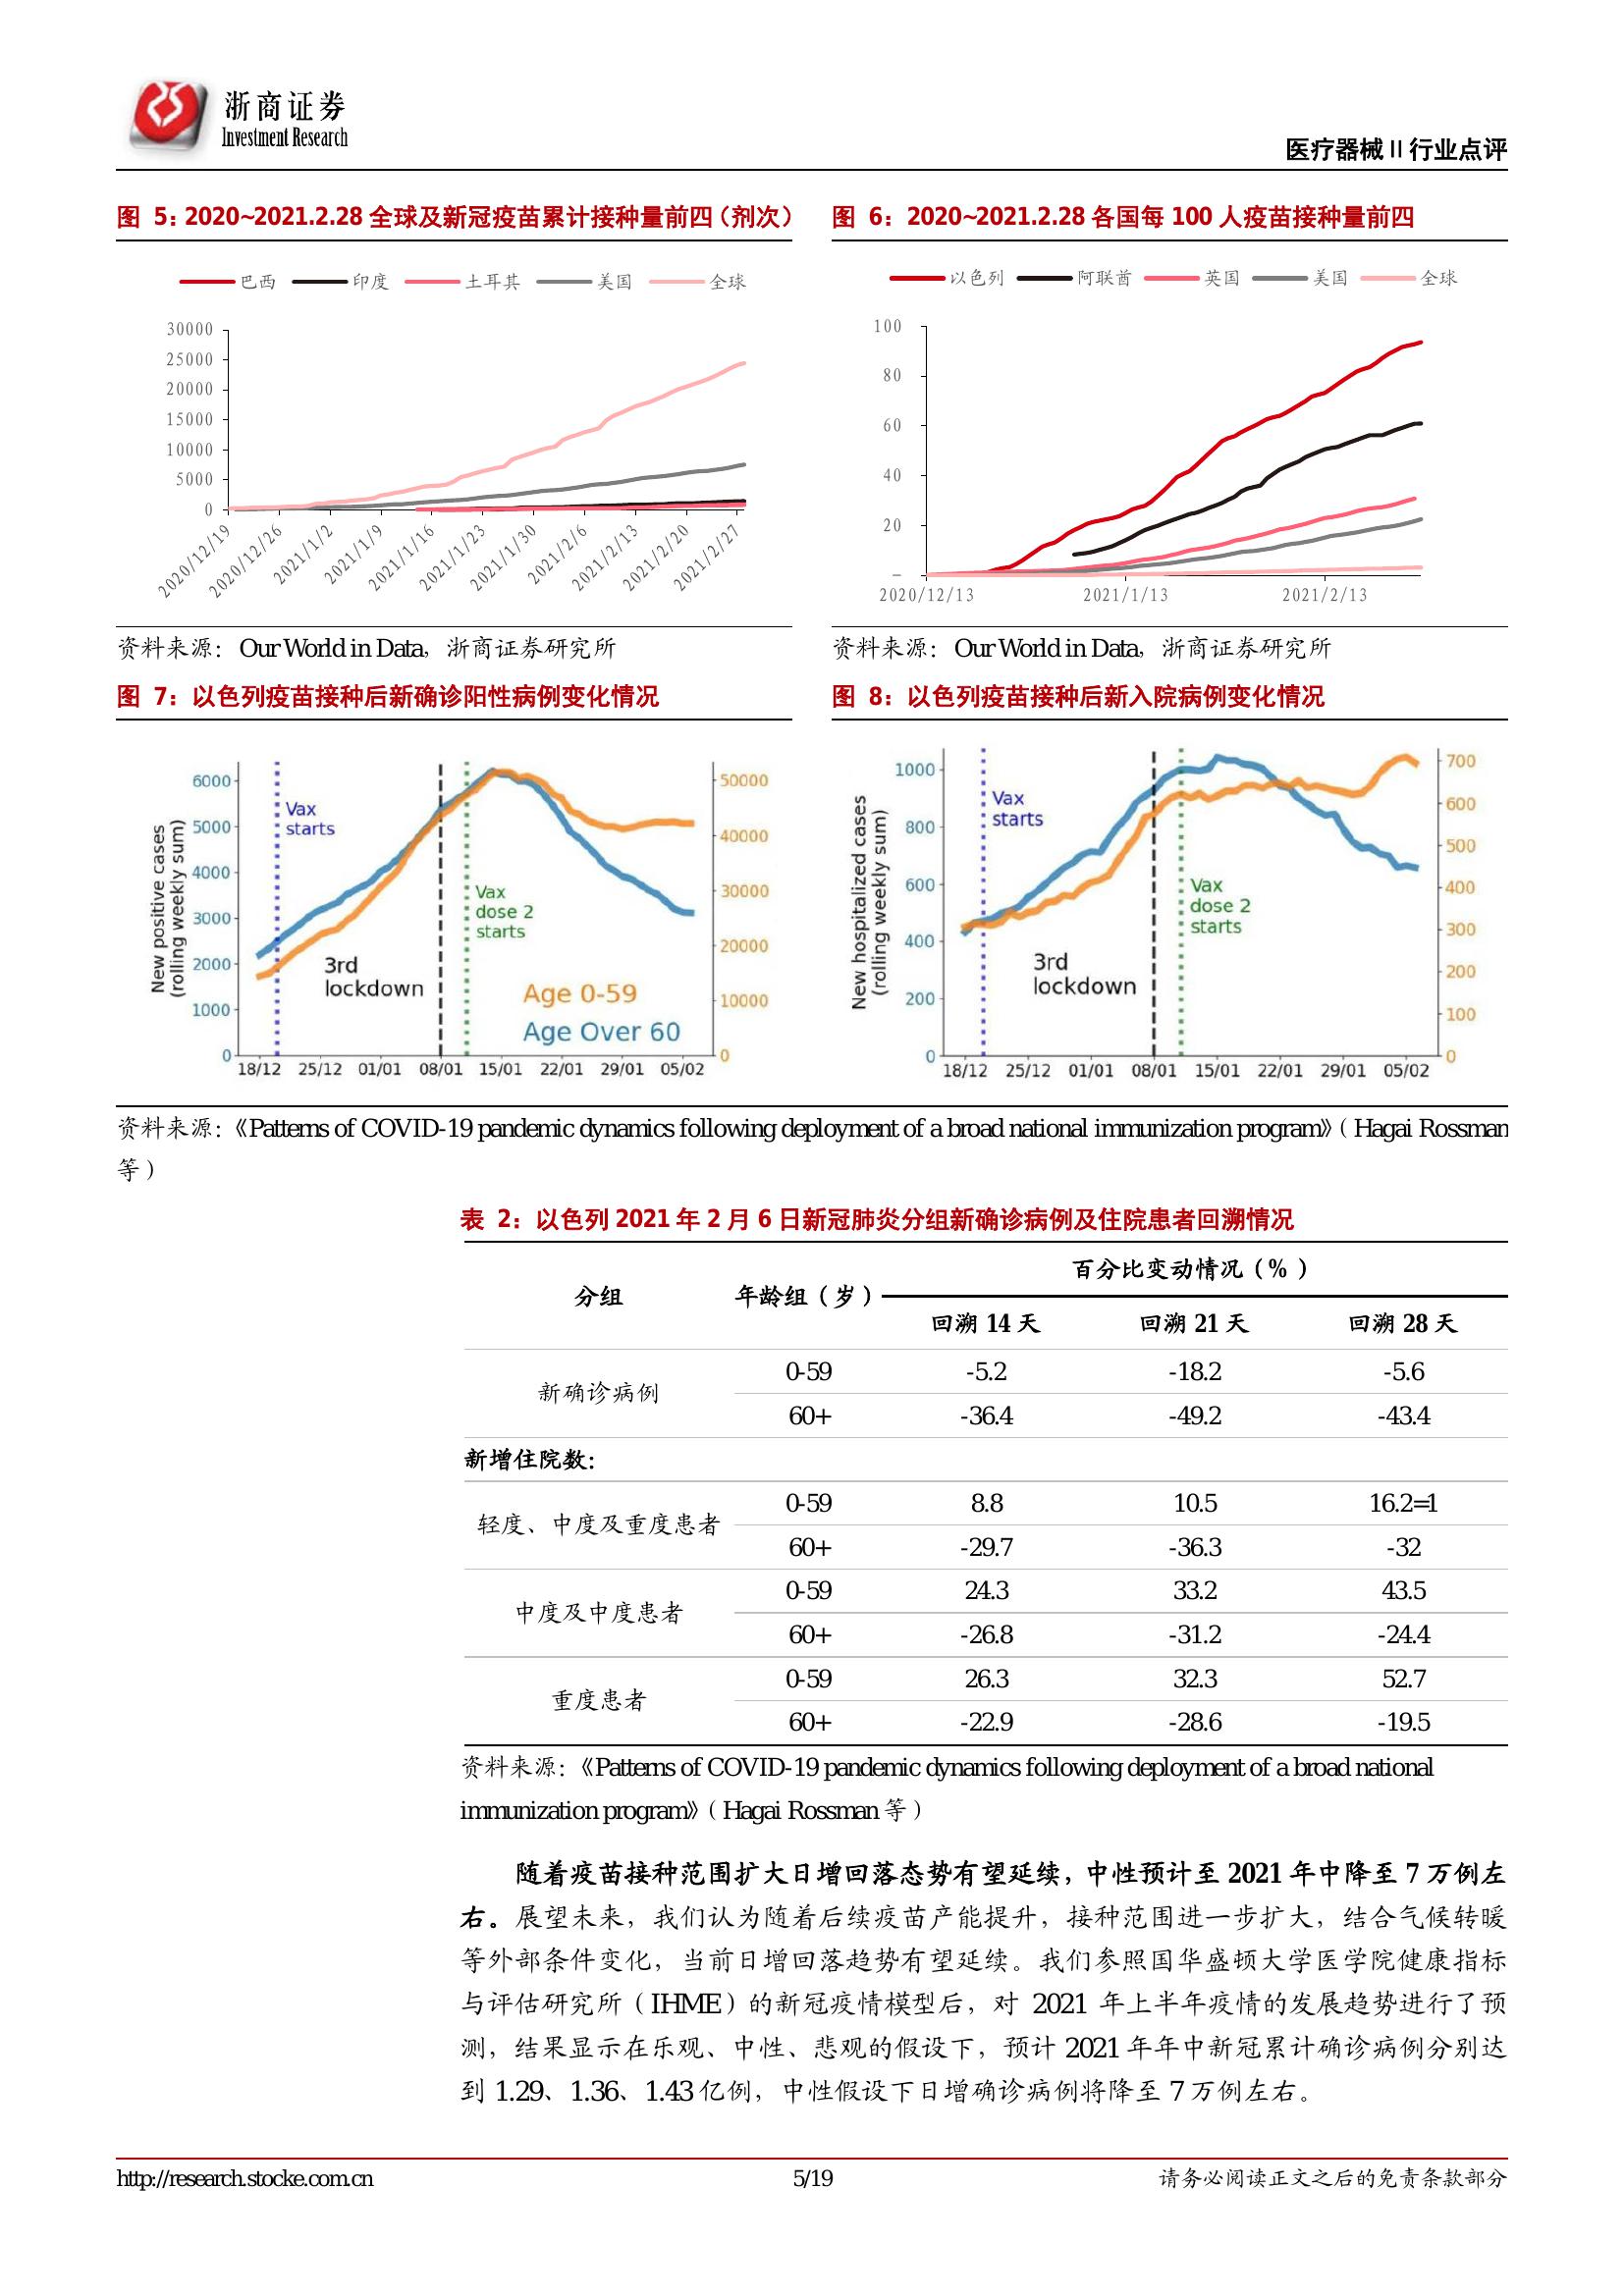 浙商证券
Investment Research
医疗器械Ⅱ行业点评
图 5：2020~2021.2.28 全球及新冠疫苗累计接种量前四（剂次）
巴西 印度 土耳其 美国 全球
30000
25000
20000
15000
10000
5000
0
2020/12/19 2020/12/26 2021/1/2 2021/1/9 2021/1/16 2021/1/23 2021/1/30 2021/2/6 2021/2/13 2021/2/20 2021/2/27
资料来源：Our World in Data，浙商证券研究所
图 6：2020~2021.2.28 各国每 100 人疫苗接种量前四
以色列 阿联酋 英国 美国 全球
100
80
60
40
20
–
2020/12/13 2021/1/13 2021/2/13
资料来源：Our World in Data，浙商证券研究所
图 7：以色列疫苗接种后新确诊阳性病例变化情况
New positive cases
(rolling weekly sum)
6000
5000
4000
3000
2000
1000
0
Vax
starts
3rd
lockdown
Vax
dose 2
starts
Age 0-59
Age Over 60
50000
40000
30000
20000
10000
0
18/12 25/12 01/01 08/01 15/01 22/01 29/01 05/02
图 8：以色列疫苗接种后新入院病例变化情况
New hospitalized cases
(rolling weekly sum)
1000
800
600
400
200
0
Vax
starts
3rd
lockdown
Vax
dose 2
starts
700
600
500
400
300
200
100
0
18/12 25/12 01/01 08/01 15/01 22/01 29/01 05/02
资料来源：《Patterns of COVID-19 pandemic dynamics following deployment of a broad national immunization program》（Hagai Rossman
等）
表 2：以色列 2021 年 2 月 6 日新冠肺炎分组新确诊病例及住院患者回溯情况
分组 年龄组（岁） 百分比变动情况（%）
回溯 14 天 回溯 21 天 回溯 28 天
新确诊病例 0-59 -5.2 -18.2 -5.6
60+ -36.4 -49.2 -43.4
新增住院数：
轻度、中度及重度患者 0-59 8.8 10.5 16.2=1
60+ -29.7 -36.3 -32
中度及中度患者 0-59 24.3 33.2 43.5
60+ -26.8 -31.2 -24.4
重度患者 0-59 26.3 32.3 52.7
60+ -22.9 -28.6 -19.5
资料来源：《Patterns of COVID-19 pandemic dynamics following deployment of a broad national
immunization program》（Hagai Rossman 等）
随着疫苗接种范围扩大日增回落态势有望延续，中性预计至 2021 年中降至 7 万例左
右。展望未来，我们认为随着后续疫苗产能提升，接种范围进一步扩大，结合气候转暖
等外部条件变化，当前日增回落趋势有望延续。我们参照国华盛顿大学医学院健康指标
与评估研究所（IHME）的新冠疫情模型后，对 2021 年上半年疫情的发展趋势进行了预
测，结果显示在乐观、中性、悲观的假设下，预计 2021 年年中新冠累计确诊病例分别达
到 1.29、1.36、1.43 亿例，中性假设下日增确诊病例将降至 7 万例左右。
http://research.stocke.com.cn
5/19
请务必阅读正文之后的免责条款部分